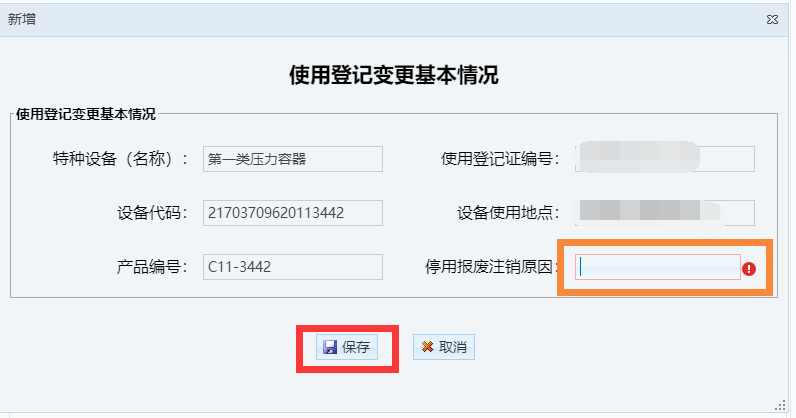 新增
使用登记变更基本情况
使用登记变更基本情况
特种设备（名称）： 第一类压力容器 使用登记证编号：
设备代码： 21703709620113442 设备使用地点：
产品编号： C11-3442 停用报废注销原因：
保存 取消